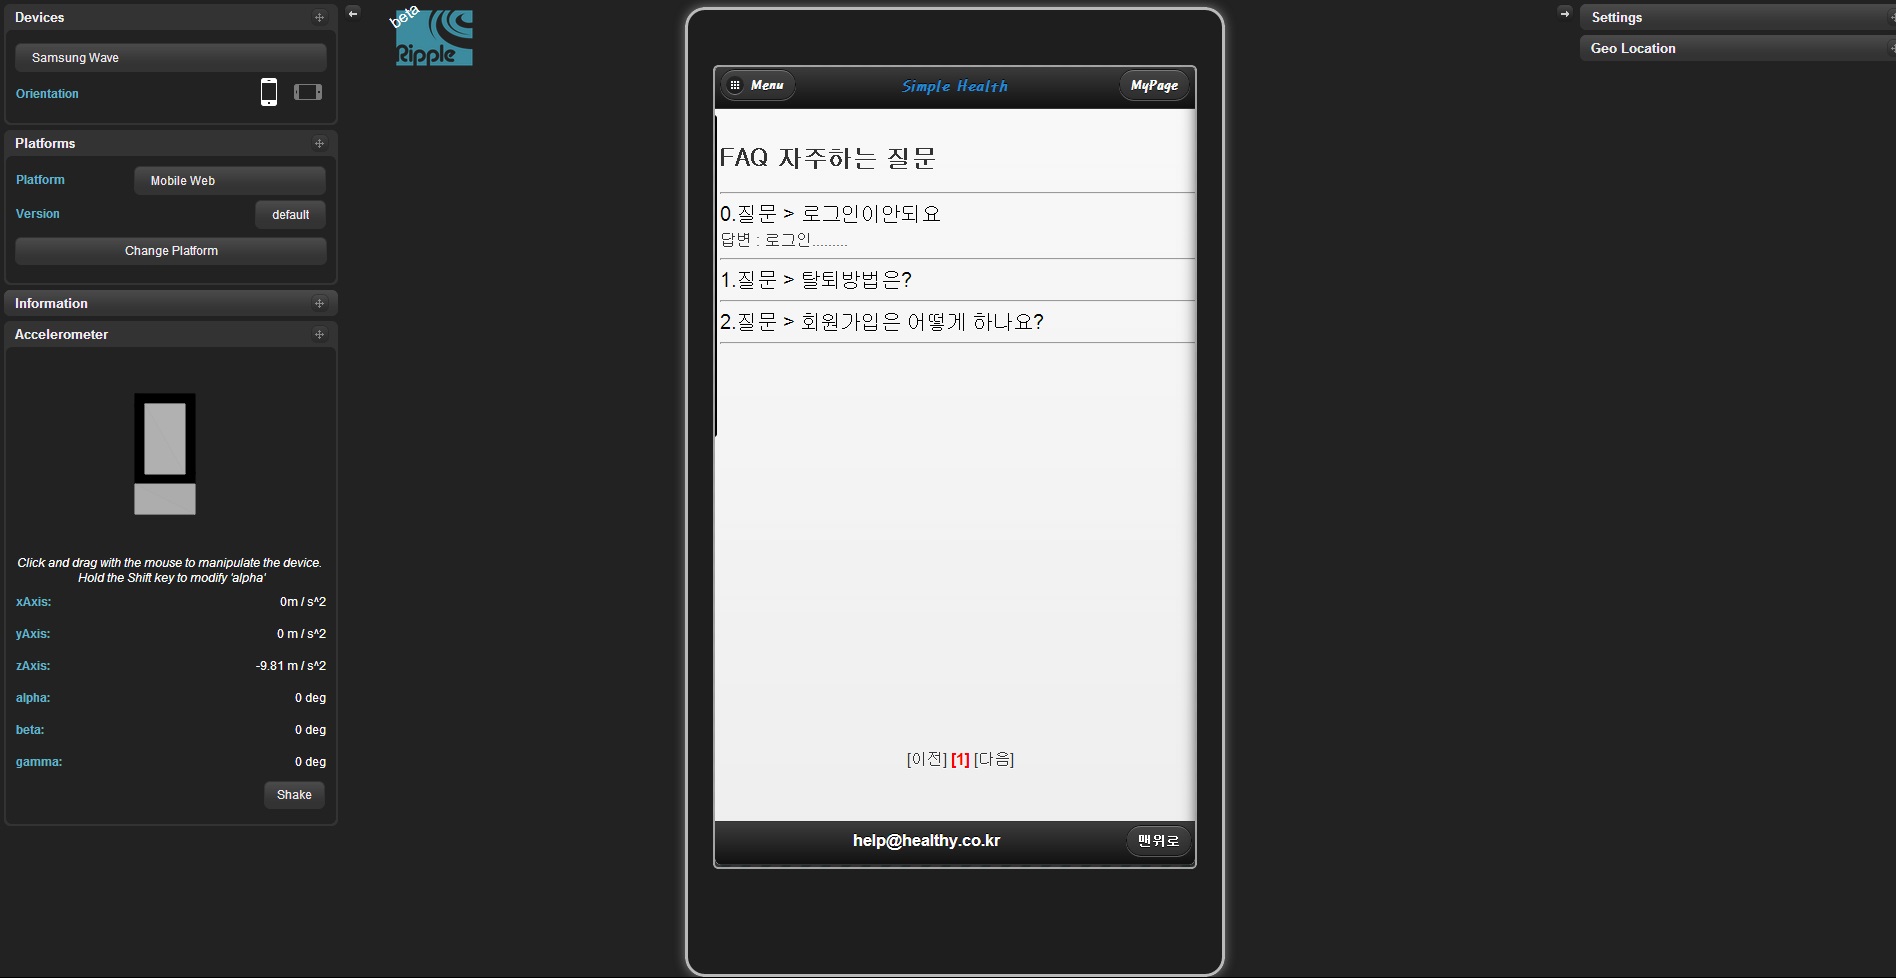 Devices
Samsung Wave
Orientation
Platforms
Platform Mobile Web
Version default
Change Platform
Information
Accelerometer
Click and drag with the mouse to manipulate the device.
Hold the Shift key to modify 'alpha'
xAxis: 0m / s^2
yAxis: 0 m / s^2
zAxis: -9.81 m / s^2
alpha: 0 deg
beta: 0 deg
gamma: 0 deg
Shake
beta
Ripple
Menu Simple Health MyPage
FAQ 자주하는 질문
0.질문 > 로그인이안되요
답변 : 로그인.........
1.질문 > 탈퇴방법은?
2.질문 > 회원가입은 어떻게 하나요?
[이전] [1] [다음]
help@healthy.co.kr 맨위로
Settings
Geo Location